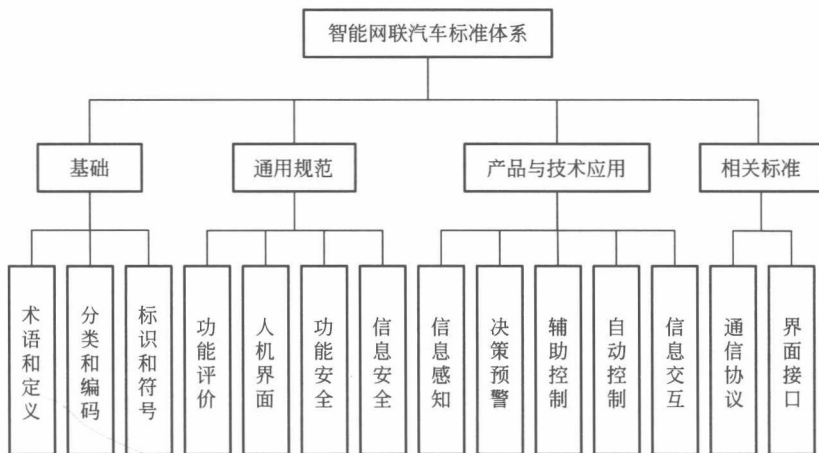 智能网联汽车标准体系
基础
通用规范
产品与技术应用
相关标准
术语和定义
分类和编码
标识和符号
功能评价
人机界面
功能安全
信息安全
信息感知
决策预警
辅助控制
自动控制
信息交互
通信协议
界面接口